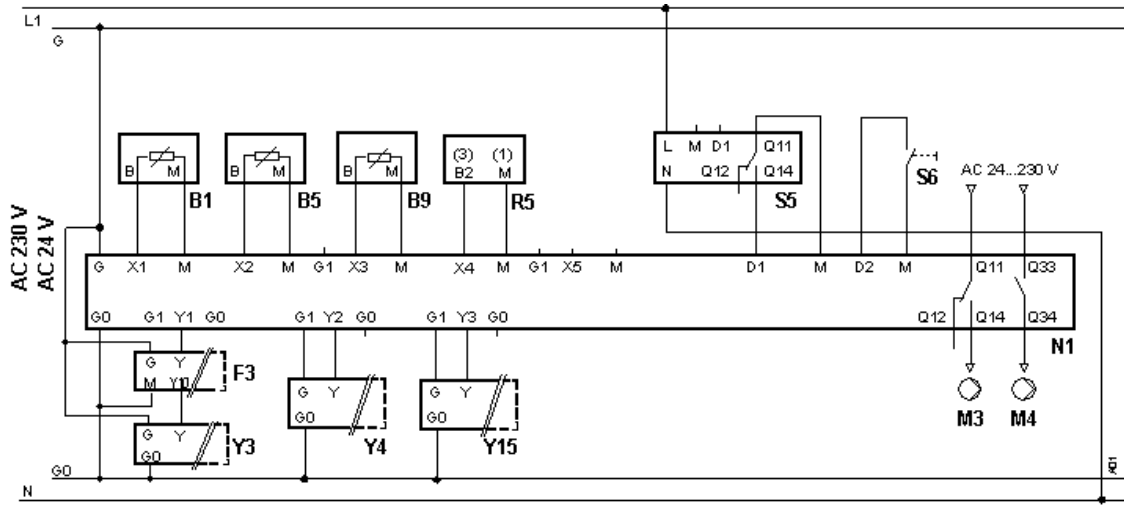 L1
G
AC 230 V
AC 24 V
B M
B1
B M
B5
B M
B9
(3) (1)
B2 M
R5
L M D1 Q11
N Q12 Q14
S5
S6
AC 24...230 V
G X1 M X2 M G1 X3 M X4 M G1 X5 M D1 M D2 M Q11 Q33
G0 G1 Y1 G0 G1 Y2 G0 G1 Y3 G0 Q12 Q14 Q34
N1
G Y
M Y10
F3
G Y
G0
Y3
G Y
G0
Y4
G Y
G0
Y15
M3 M4
G0
N